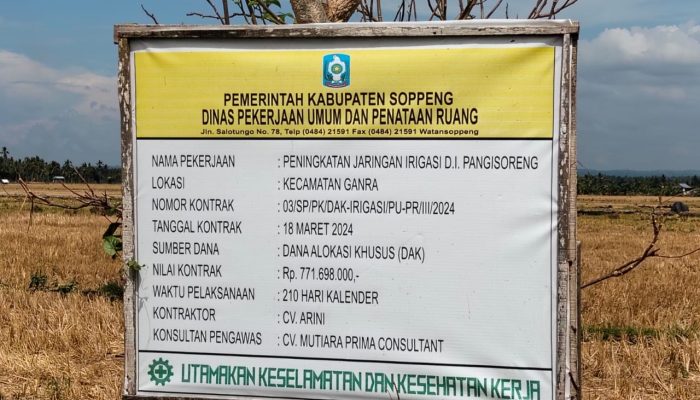 PEMERINTAH KABUPATEN SOPPENG
DINAS PEKERJAAN UMUM DAN PENATAAN RUANG
Jln. Salotungo No. 78, Telp (0484) 21591 Fax (0484) 21591 Watansoppeng
NAMA PEKERJAAN : PENINGKATAN JARINGAN IRIGASI D.I. PANGISORENG
LOKASI : KECAMATAN GANRA
NOMOR KONTRAK : 03/SP/PK/DAK-IRIGASI/PU-PR/III/2024
TANGGAL KONTRAK : 18 MARET 2024
SUMBER DANA : DANA ALOKASI KHUSUS (DAK)
NILAI KONTRAK : Rp. 771.698.000,-
WAKTU PELAKSANAAN : 210 HARI KALENDER
KONTRAKTOR : CV. ARINI
KONSULTAN PENGAWAS : CV. MUTIARA PRIMA CONSULTANT
UTAMAKAN KESELAMATAN DAN KESEHATAN KERJA